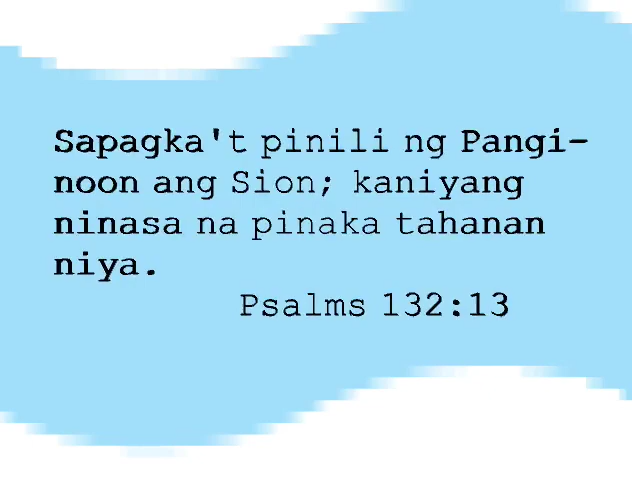 Sapagka't pinili ng Pangi-
noon ang Sion; kaniyang
ninasa na pinaka tahanan
niya.
Psalms 132:13